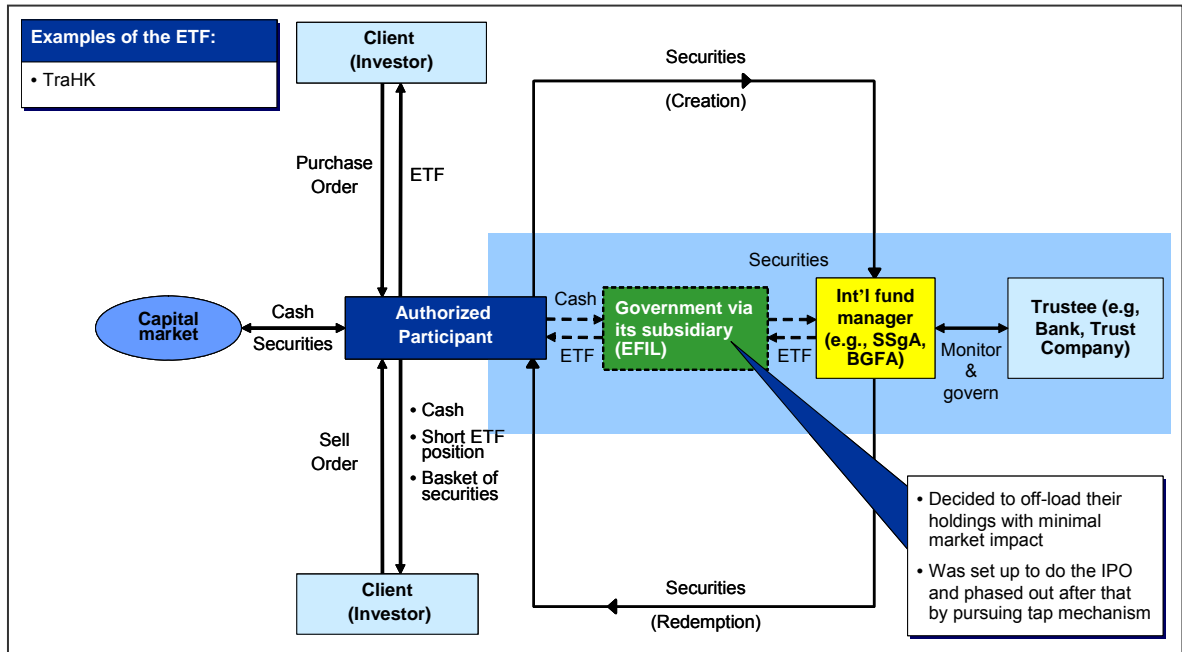 Examples of the ETF:
• TraHK
Client
(Investor)
Securities
(Creation)
Purchase
Order
ETF
Securities
Capital
market
Cash
Securities
Authorized
Participant
Cash
ETF
Government via
its subsidiary
(EFIL)
ETF
Int'l fund
manager
(e.g., SSgA,
BGFA)
Monitor
&
govern
Trustee (e.g,
Bank, Trust
Company)
Sell
Order
• Cash
• Short ETF
position
• Basket of
securities
Client
(Investor)
Securities
(Redemption)
• Decided to off-load their
holdings with minimal
market impact
• Was set up to do the IPO
and phased out after that
by pursuing tap mechanism